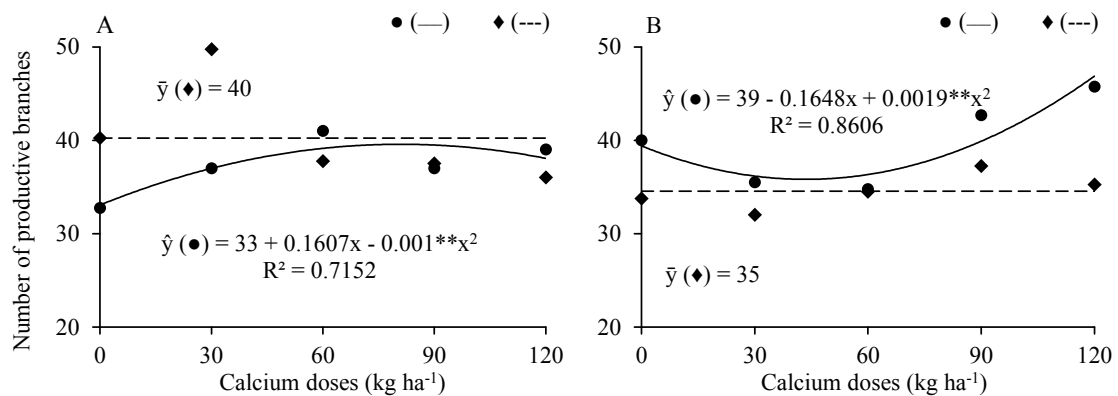 A
● (—) ♦ (---)
50
40
30
20
0 30 60 90 120
Number of productive branches
Calcium doses (kg ha⁻¹)
ȳ (♦) = 40
ŷ (●) = 33 + 0.1607x - 0.001**x²
R² = 0.7152
B
● (—) ♦ (---)
50
40
30
20
0 30 60 90 120
Calcium doses (kg ha⁻¹)
ŷ (●) = 39 - 0.1648x + 0.0019**x²
R² = 0.8606
ȳ (♦) = 35